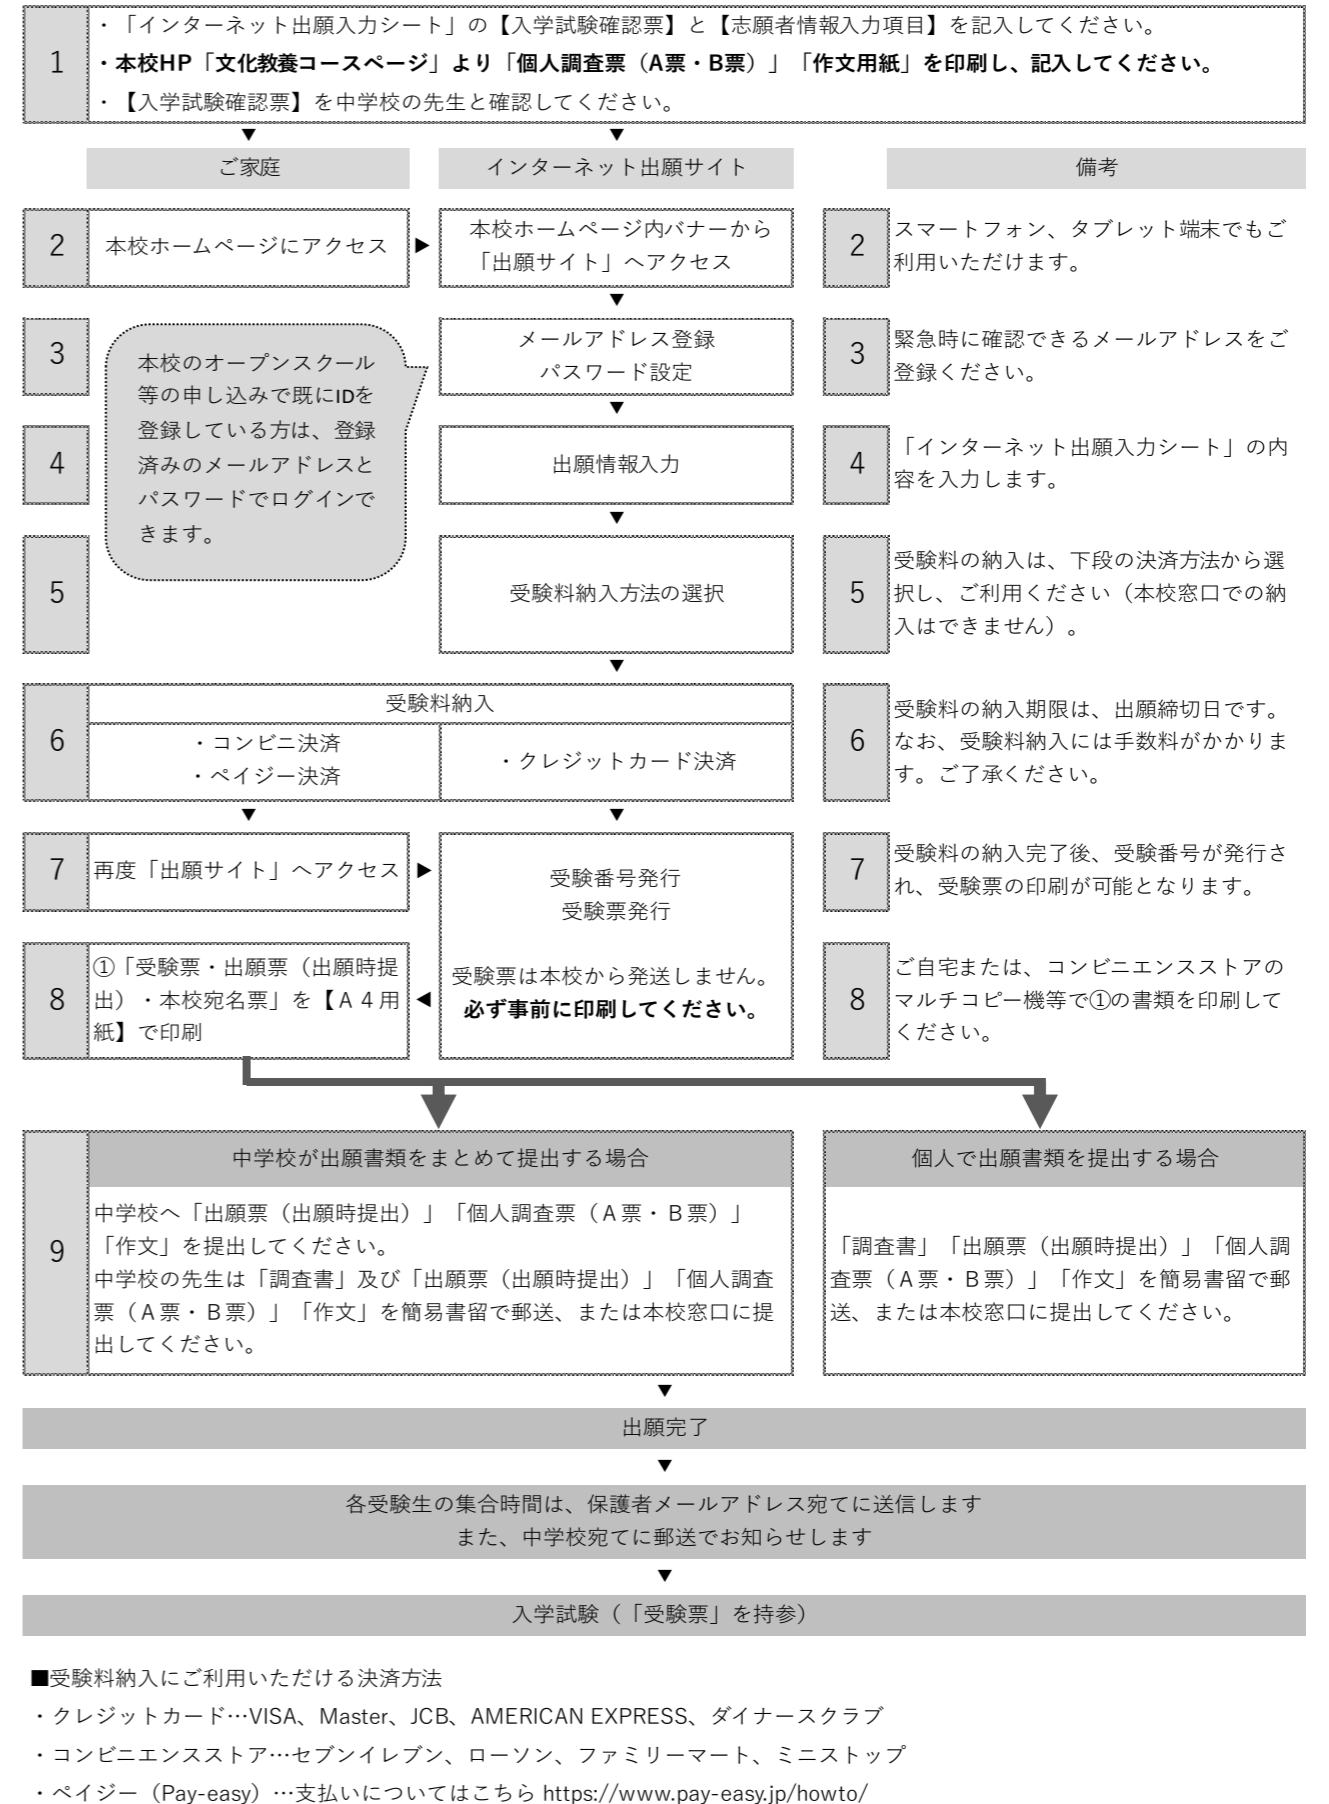 ・「インターネット出願入力シート」の【入学試験確認票】と【志願者情報入力項目】を記入してください。
1
・本校HP「文化教養コースページ」より「個人調査票（A票・B票）」「作文用紙」を印刷し、記入してください。
・【入学試験確認票】を中学校の先生と確認してください。
▼ ▼
ご家庭
インターネット出願サイト
備考
2
本校ホームページにアクセス
▶
本校ホームページ内バナーから
「出願サイト」へアクセス
2
スマートフォン、タブレット端末でもご
利用いただけます。
▼
3
本校のオープンスクール
等の申し込みで既にIDを
登録している方は、登録
済みのメールアドレスと
パスワードでログインで
きます。
メールアドレス登録
パスワード設定
3
緊急時に確認できるメールアドレスをご
登録ください。
▼
4
出願情報入力
4
「インターネット出願入力シート」の内
容を入力します。
▼
5
受験料納入方法の選択
5
受験料の納入は、下段の決済方法から選
択し、ご利用ください（本校窓口での納
入はできません）。
▼
6
受験料納入
・コンビニ決済
・ペイジー決済
・クレジットカード決済
6
受験料の納入期限は、出願締切日です。
なお、受験料納入には手数料がかかりま
す。ご了承ください。
▼ ▼
7
再度「出願サイト」へアクセス
▶
受験番号発行
受験票発行
受験票は本校から発送しません。
必ず事前に印刷してください。
7
受験料の納入完了後、受験番号が発行さ
れ、受験票の印刷が可能となります。
8
①「受験票・出願票（出願時提
出）・本校宛名票」を【Ａ４用
紙】で印刷
◀
8
ご自宅または、コンビニエンスストアの
マルチコピー機等で①の書類を印刷して
ください。
9
中学校が出願書類をまとめて提出する場合
中学校へ「出願票（出願時提出）」「個人調査票（Ａ票・Ｂ票）」
「作文」を提出してください。
中学校の先生は「調査書」及び「出願票（出願時提出）」「個人調査
票（Ａ票・Ｂ票）」「作文」を簡易書留で郵送、または本校窓口に提
出してください。
個人で出願書類を提出する場合
「調査書」「出願票（出願時提出）」「個人調
査票（Ａ票・Ｂ票）」「作文」を簡易書留で郵
送、または本校窓口に提出してください。
▼
出願完了
▼
各受験生の集合時間は、保護者メールアドレス宛てに送信します
また、中学校宛てに郵送でお知らせします
▼
入学試験（「受験票」を持参）
■受験料納入にご利用いただける決済方法
・クレジットカード…VISA、Master、JCB、AMERICAN EXPRESS、ダイナースクラブ
・コンビニエンスストア…セブンイレブン、ローソン、ファミリーマート、ミニストップ
・ペイジー（Pay-easy）…支払いについてはこちら https://www.pay-easy.jp/howto/